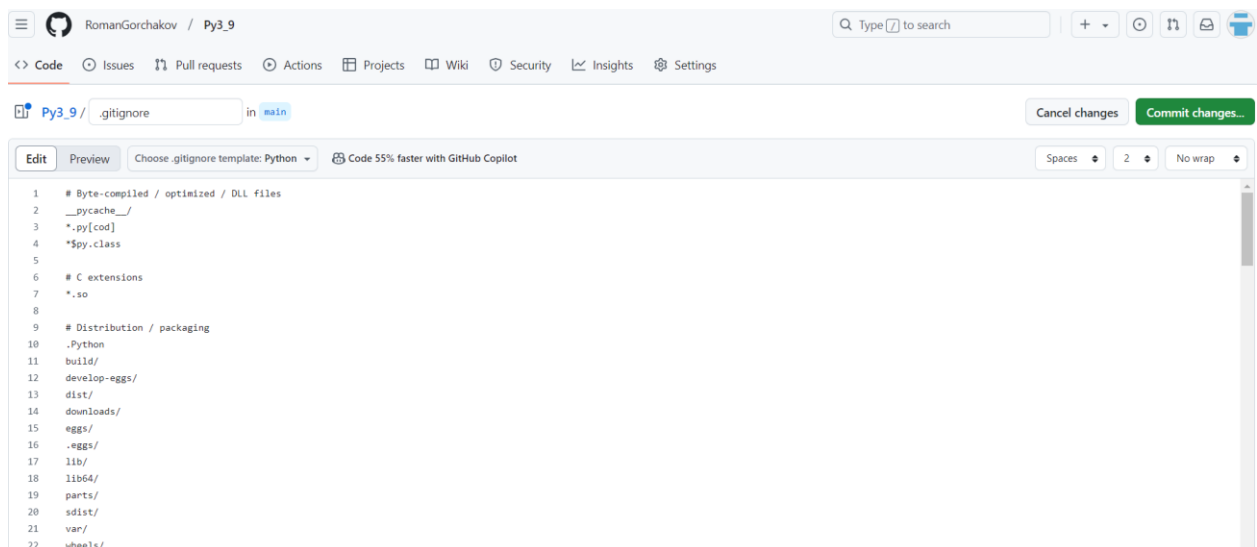 RomanGorchakov / Py3_9
Type / to search
Code Issues Pull requests Actions Projects Wiki Security Insights Settings
Py3_9 / .gitignore in main
Cancel changes Commit changes...
Edit Preview Choose .gitignore template: Python Code 55% faster with GitHub Copilot
Spaces 2 No wrap
1 # Byte-compiled / optimized / DLL files
2 __pycache__/
3 *.py[cod]
4 *$py.class
5
6 # C extensions
7 *.so
8
9 # Distribution / packaging
10 .Python
11 build/
12 develop-eggs/
13 dist/
14 downloads/
15 eggs/
16 .eggs/
17 lib/
18 lib64/
19 parts/
20 sdist/
21 var/
22 wheels/